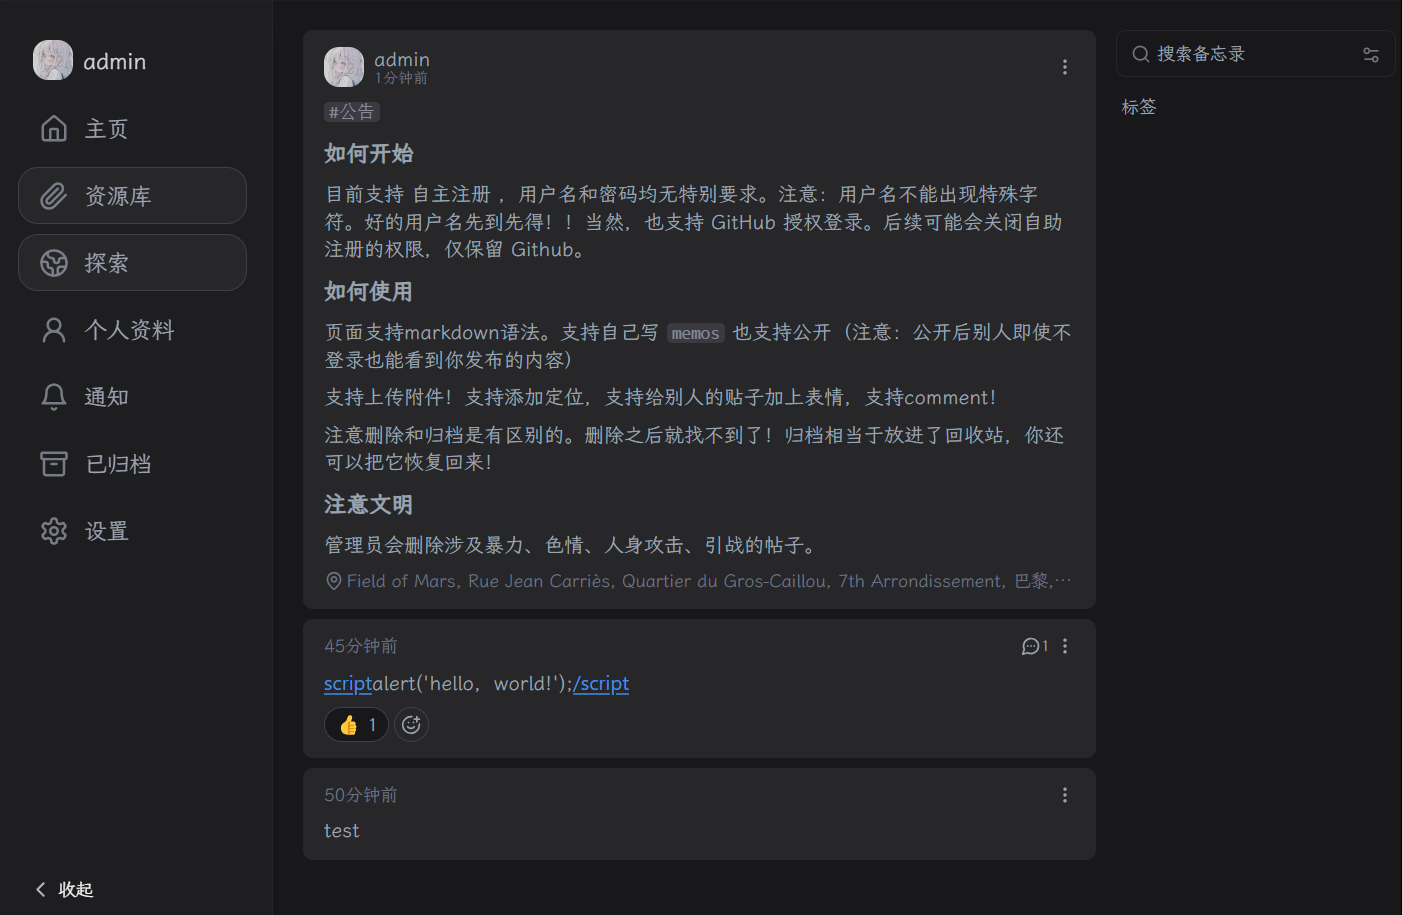 admin
主页
资源库
探索
个人资料
通知
已归档
设置
收起
admin
1分钟前
#公告
如何开始
目前支持 自主注册 ，用户名和密码均无特别要求。注意：用户名不能出现特殊字
符。好的用户名先到先得！！当然，也支持 GitHub 授权登录。后续可能会关闭自助
注册的权限，仅保留 Github。
如何使用
页面支持markdown语法。支持自己写 memos 也支持公开（注意：公开后别人即使不
登录也能看到你发布的内容）
支持上传附件！支持添加定位，支持给别人的贴子加上表情，支持comment！
注意删除和归档是有区别的。删除之后就找不到了！归档相当于放进了回收站，你还
可以把它恢复回来！
注意文明
管理员会删除涉及暴力、色情、人身攻击、引战的帖子。
Field of Mars, Rue Jean Carriès, Quartier du Gros-Caillou, 7th Arrondissement, 巴黎,…
45分钟前
1
scriptalert('hello，world!');/script
👍 1
50分钟前
test
搜索备忘录
标签